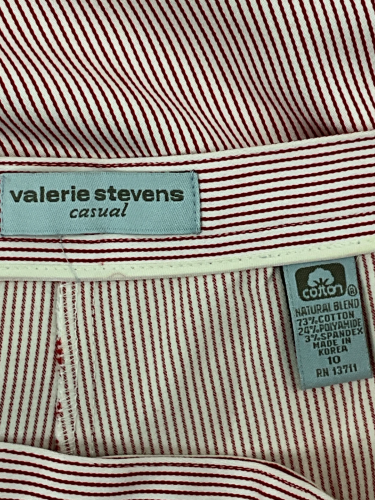 valerie stevens
casual
cotton ®
NATURAL BLEND
73% COTTON
24% POLYAMIDE
3% SPANDEX
MADE IN
KOREA
10
RN 13711